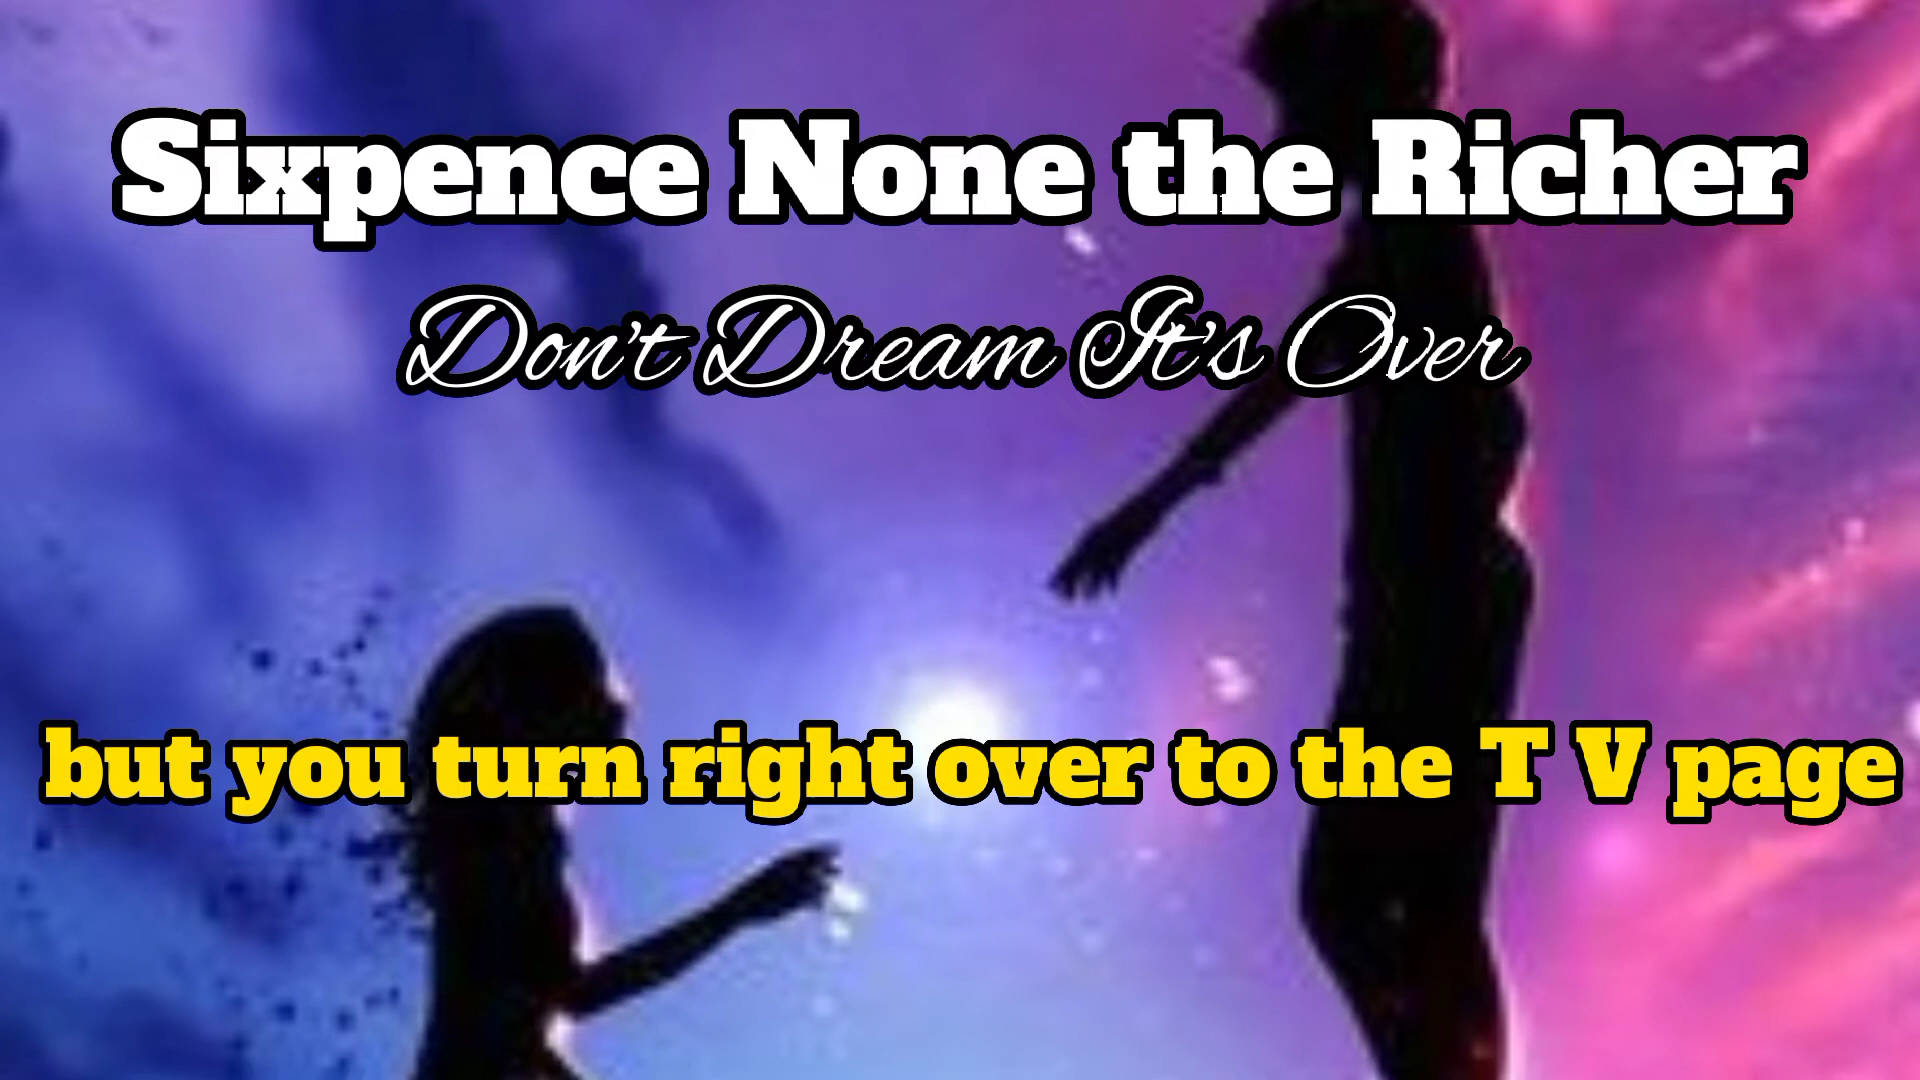 Sixpence None the Richer
Don't Dream It's Over
but you turn right over to the T V page